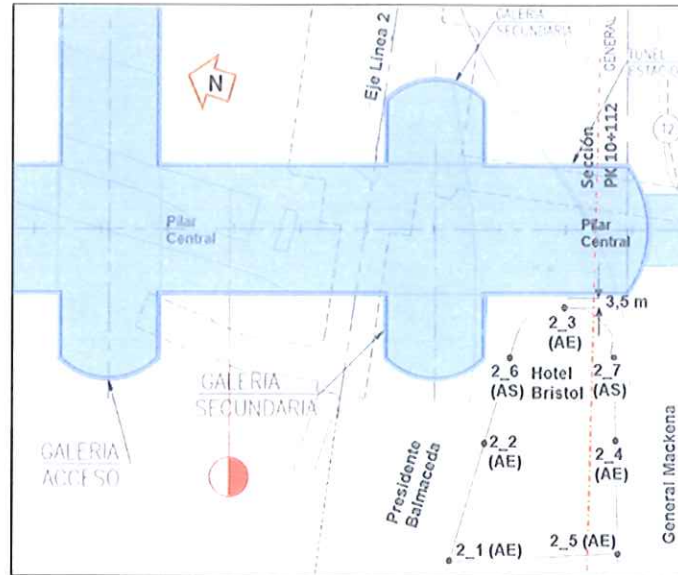 GALERIA
SECUNDARIA
GENERAL
TUNEL
Eje Línea 2
N
Sección
PK 10+112
Pilar
Central
Pilar
Central
3,5 m
2_3
(AE)
2_6
(AS)
Hotel
Bristol
2_7
(AS)
GALERIA
SECUNDARIA
GALERIA
ACCESO
2_2
(AE)
2_4
(AE)
Presidente
Balmaceda
General Mackena
2_1 (AE)
2_5 (AE)